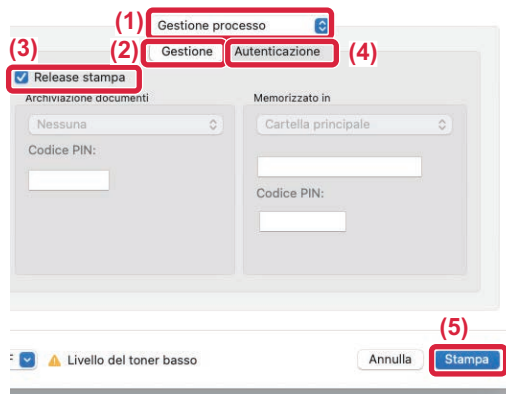 (1)
Gestione processo
(3)
(2)
Gestione
Autenticazione
(4)
Release stampa
Archiviazione documenti
Memorizzato in
Nessuna
Cartella principale
Codice PIN:
Codice PIN:
(5)
Livello del toner basso
Annulla
Stampa